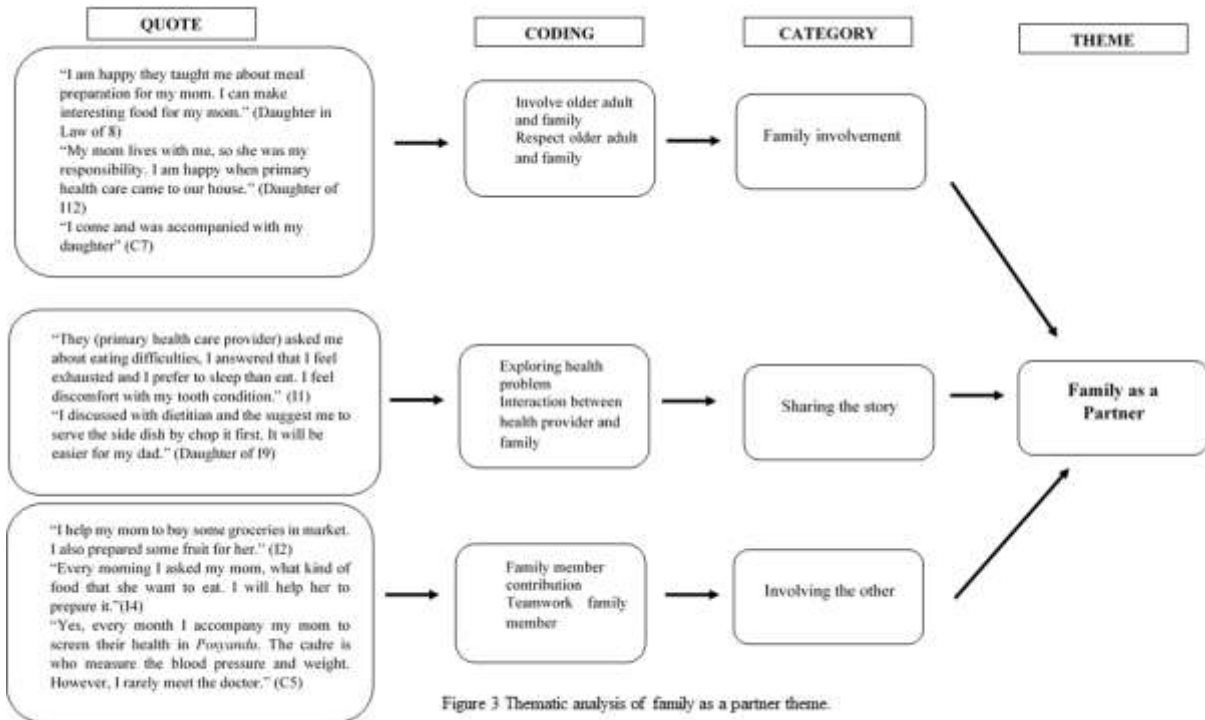 QUOTE
CODING
CATEGORY
THEME
“I am happy they taught me about meal
preparation for my mom. I can make
interesting food for my mom.” (Daughter in
Law of 8)
“My mom lives with me, so she was my
responsibility. I am happy when primary
health care came to our house.” (Daughter of
I12)
“I come and was accompanied with my
daughter” (C7)
Involve older adult
and family
Respect older adult
and family
Family involvement
“They (primary health care provider) asked me
about eating difficulties, I answered that I feel
exhausted and I prefer to sleep than eat. I feel
discomfort with my tooth condition.” (I1)
“I discussed with dietitian and the suggest me to
serve the side dish by chop it first. It will be
easier for my dad.” (Daughter of I9)
Exploring health
problem
Interaction between
health provider and
family
Sharing the story
Family as a
Partner
“I help my mom to buy some groceries in market.
I also prepared some fruit for her.” (I2)
“Every morning I asked my mom, what kind of
food that she want to eat. I will help her to
prepare it.”(I4)
“Yes, every month I accompany my mom to
screen their health in Posyandu. The cadre is
who measure the blood pressure and weight.
However, I rarely meet the doctor.” (C5)
Family member
contribution
Teamwork family
member
Involving the other
Figure 3 Thematic analysis of family as a partner theme.